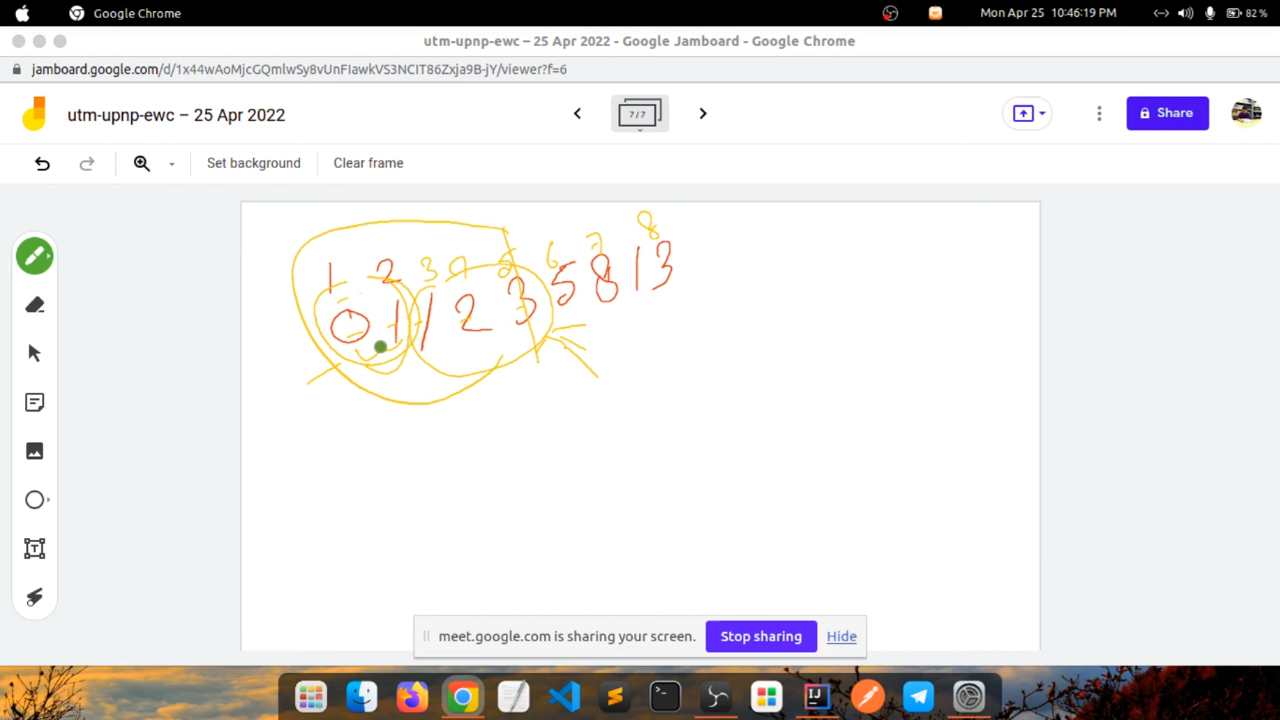 Google Chrome
Mon Apr 25 10:46:19 PM
82 %
utm-upnp-ewc – 25 Apr 2022 - Google Jamboard - Google Chrome
jamboard.google.com/d/1x44wAoMjcGQmlwSy8vUnFIawkVS3NCIT86Zxja9B-jY/viewer?f=6
utm-upnp-ewc – 25 Apr 2022
7/7
Share
Set background
Clear frame
1 2 3 4 5 6 7 8
0 1 1 2 3 5 8 13
meet.google.com is sharing your screen.
Stop sharing
Hide